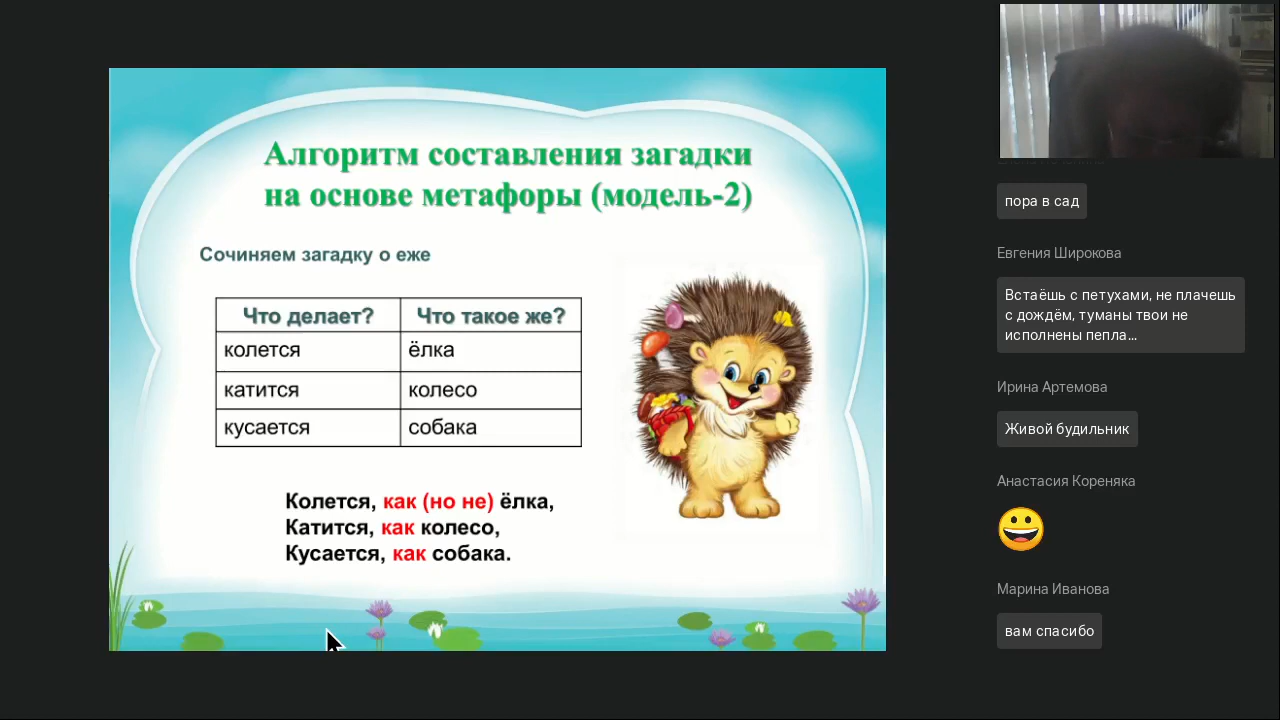 Алгоритм составления загадки
на основе метафоры (модель-2)
Сочиняем загадку о еже
Что делает? Что такое же?
колется ёлка
катится колесо
кусается собака
Колется, как (но не) ёлка,
Катится, как колесо,
Кусается, как собака.
пора в сад
Евгения Широкова
Встаёшь с петухами, не плачешь
с дождём, туманы твои не
исполнены пепла...
Ирина Артемова
Живой будильник
Анастасия Кореняка
Марина Иванова
вам спасибо